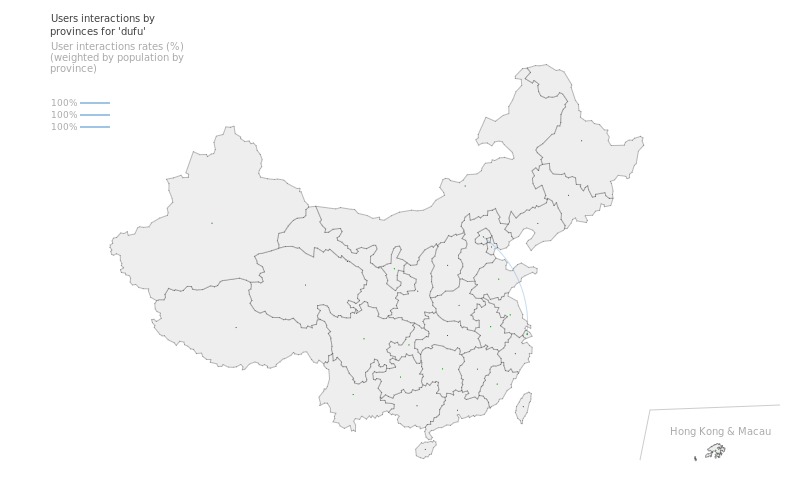 Users interactions by
provinces for 'dufu'
User interactions rates (%)
(weighted by population by
province)
100%
100%
100%
Hong Kong & Macau